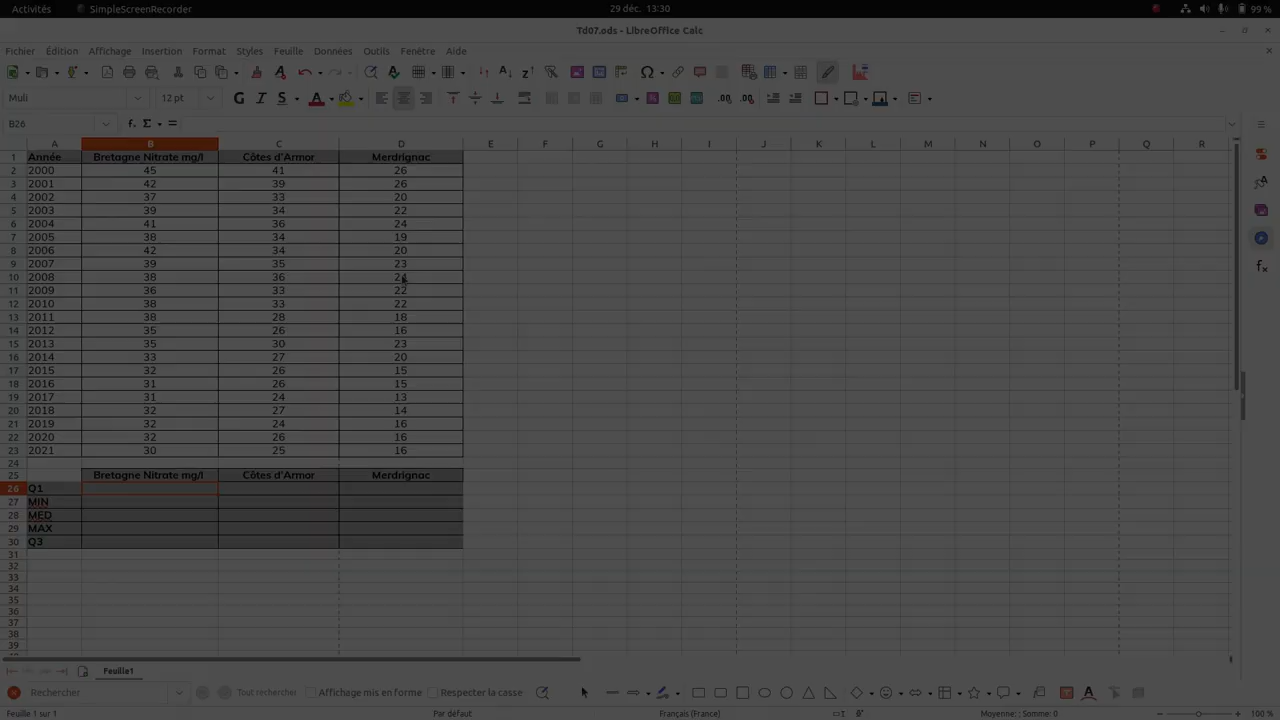 Activités SimpleScreenRecorder 29 déc. 13:30 99 %
Td07.ods - LibreOffice Calc
Fichier Édition Affichage Insertion Format Styles Feuille Données Outils Fenêtre Aide
Muli 12 pt
B26
A B C D E F G H I J K L M N O P Q R
1 Année Bretagne Nitrate mg/l Côtes d'Armor Merdrignac
2 2000 45 41 26
3 2001 42 39 26
4 2002 37 33 20
5 2003 39 34 22
6 2004 41 36 24
7 2005 38 34 19
8 2006 42 34 20
9 2007 39 35 23
10 2008 38 36 24
11 2009 36 33 22
12 2010 38 33 22
13 2011 38 28 18
14 2012 35 26 16
15 2013 35 30 23
16 2014 33 27 20
17 2015 32 26 15
18 2016 31 26 15
19 2017 31 24 13
20 2018 32 27 14
21 2019 32 24 16
22 2020 32 26 16
23 2021 30 25 16
24
25 Bretagne Nitrate mg/l Côtes d'Armor Merdrignac
26 Q1
27 MIN
28 MED
29 MAX
30 Q3
31
32
33
34
35
36
37
38
39
Feuille1
Rechercher Tout rechercher Affichage mis en forme Respecter la casse
Feuille 1 sur 1 Par défaut Français (France) Moyenne: ; Somme: 0 100 %